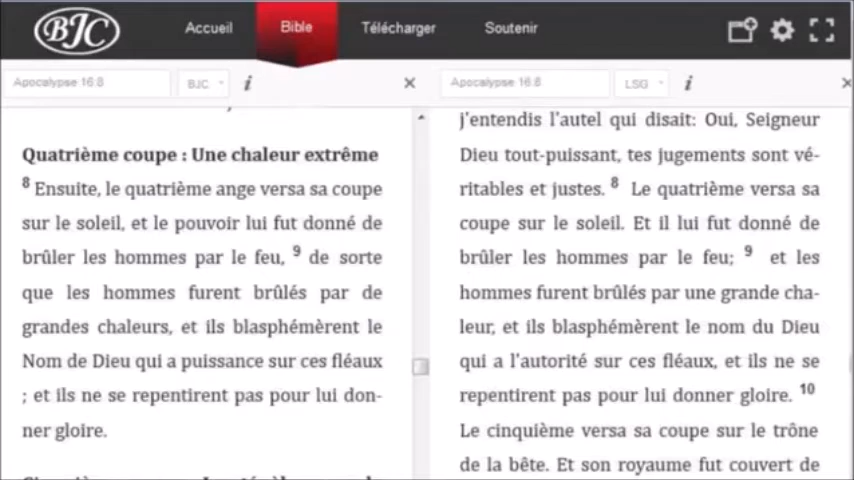 BJC Accueil Bible Télécharger Soutenir
Apocalypse 16:8 BJC i ×
Quatrième coupe : Une chaleur extrême
8 Ensuite, le quatrième ange versa sa coupe
sur le soleil, et le pouvoir lui fut donné de
brûler les hommes par le feu, 9 de sorte
que les hommes furent brûlés par de
grandes chaleurs, et ils blasphémèrent le
Nom de Dieu qui a puissance sur ces fléaux
; et ils ne se repentirent pas pour lui don-
ner gloire.
Apocalypse 16:8 LSG i ×
j'entendis l'autel qui disait: Oui, Seigneur
Dieu tout-puissant, tes jugements sont vé-
ritables et justes. 8 Le quatrième versa sa
coupe sur le soleil. Et il lui fut donné de
brûler les hommes par le feu; 9 et les
hommes furent brûlés par une grande cha-
leur, et ils blasphémèrent le nom du Dieu
qui a l'autorité sur ces fléaux, et ils ne se
repentirent pas pour lui donner gloire. 10
Le cinquième versa sa coupe sur le trône
de la bête. Et son royaume fut couvert de